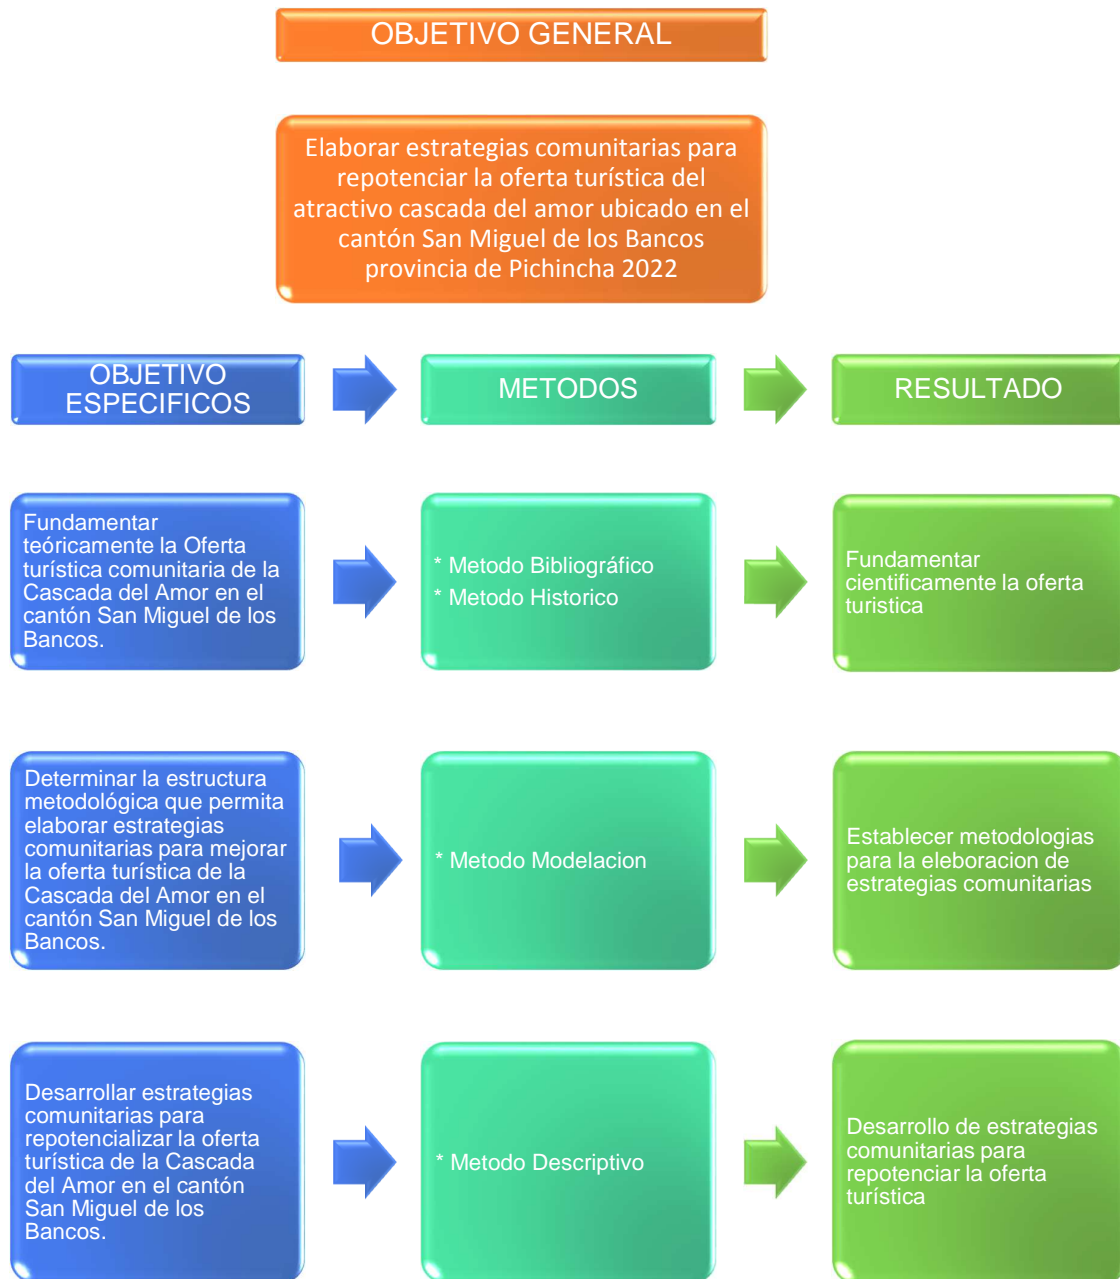 OBJETIVO GENERAL
Elaborar estrategias comunitarias para
repotenciar la oferta turística del
atractivo cascada del amor ubicado en el
cantón San Miguel de los Bancos
provincia de Pichincha 2022
OBJETIVO
ESPECIFICOS
METODOS
RESULTADO
Fundamentar
teóricamente la Oferta
turística comunitaria de la
Cascada del Amor en el
cantón San Miguel de los
Bancos.
* Metodo Bibliográfico
* Metodo Historico
Fundamentar
cientificamente la oferta
turistica
Determinar la estructura
metodológica que permita
elaborar estrategias
comunitarias para mejorar
la oferta turística de la
Cascada del Amor en el
cantón San Miguel de los
Bancos.
* Metodo Modelacion
Establecer metodologias
para la eleboracion de
estrategias comunitarias
Desarrollar estrategias
comunitarias para
repotencializar la oferta
turística de la Cascada
del Amor en el cantón
San Miguel de los
Bancos.
* Metodo Descriptivo
Desarrollo de estrategias
comunitarias para
repotenciar la oferta
turística